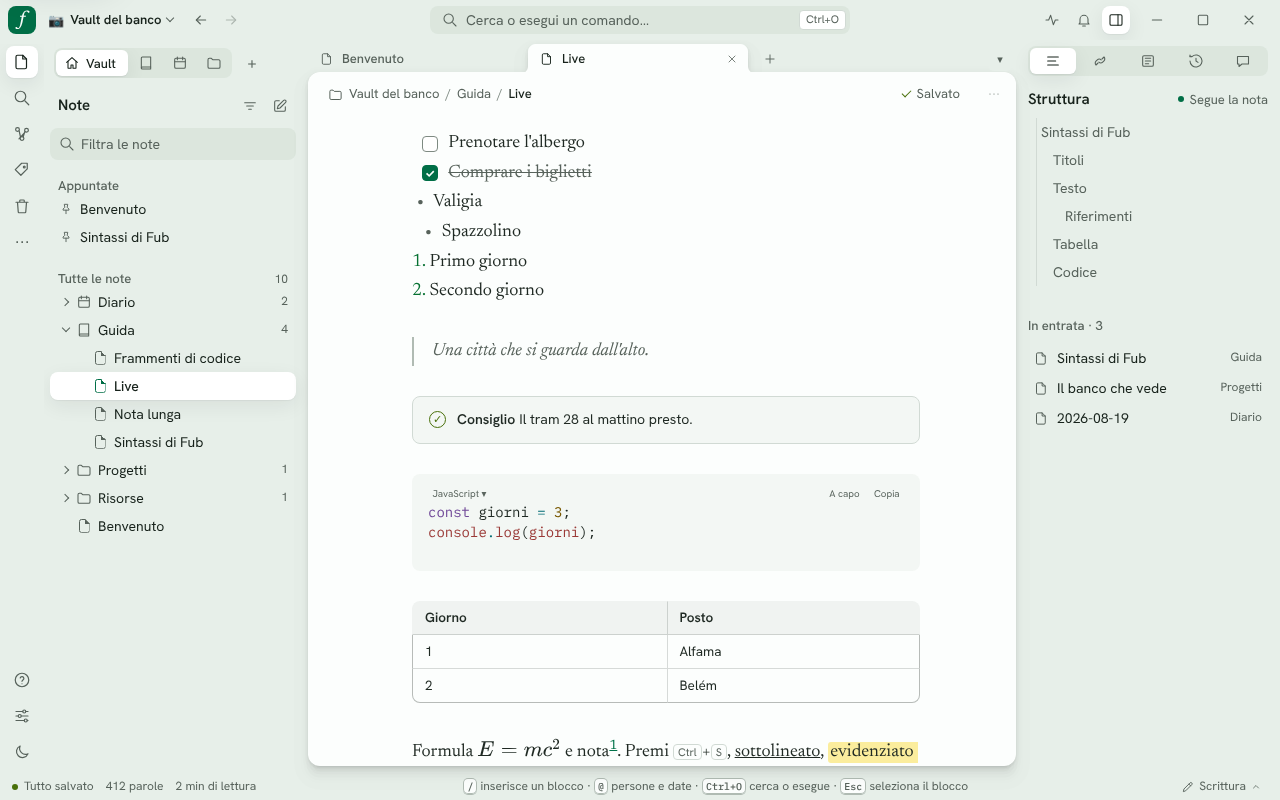 f Vault del banco Cerca o esegui un comando... Ctrl+O
Vault
Note
Filtra le note
Appuntate
Benvenuto
Sintassi di Fub
Tutte le note 10
Diario 2
Guida 4
Frammenti di codice
Live
Nota lunga
Sintassi di Fub
Progetti 1
Risorse 1
Benvenuto
Benvenuto
Live
Vault del banco / Guida / Live
Salvato
Prenotare l'albergo
Comprare i biglietti
• Valigia
• Spazzolino
1. Primo giorno
2. Secondo giorno
Una città che si guarda dall'alto.
Consiglio Il tram 28 al mattino presto.
JavaScript ▾ A capo Copia
const giorni = 3;
console.log(giorni);
Giorno Posto
1 Alfama
2 Belém
Formula E = mc² e nota¹. Premi Ctrl+S, sottolineato, evidenziato
Struttura Segue la nota
Sintassi di Fub
Titoli
Testo
Riferimenti
Tabella
Codice
In entrata · 3
Sintassi di Fub Guida
Il banco che vede Progetti
2026-08-19 Diario
Tutto salvato 412 parole 2 min di lettura
/ inserisce un blocco · @ persone e date · Ctrl+O cerca o esegue · Esc seleziona il blocco
Scrittura